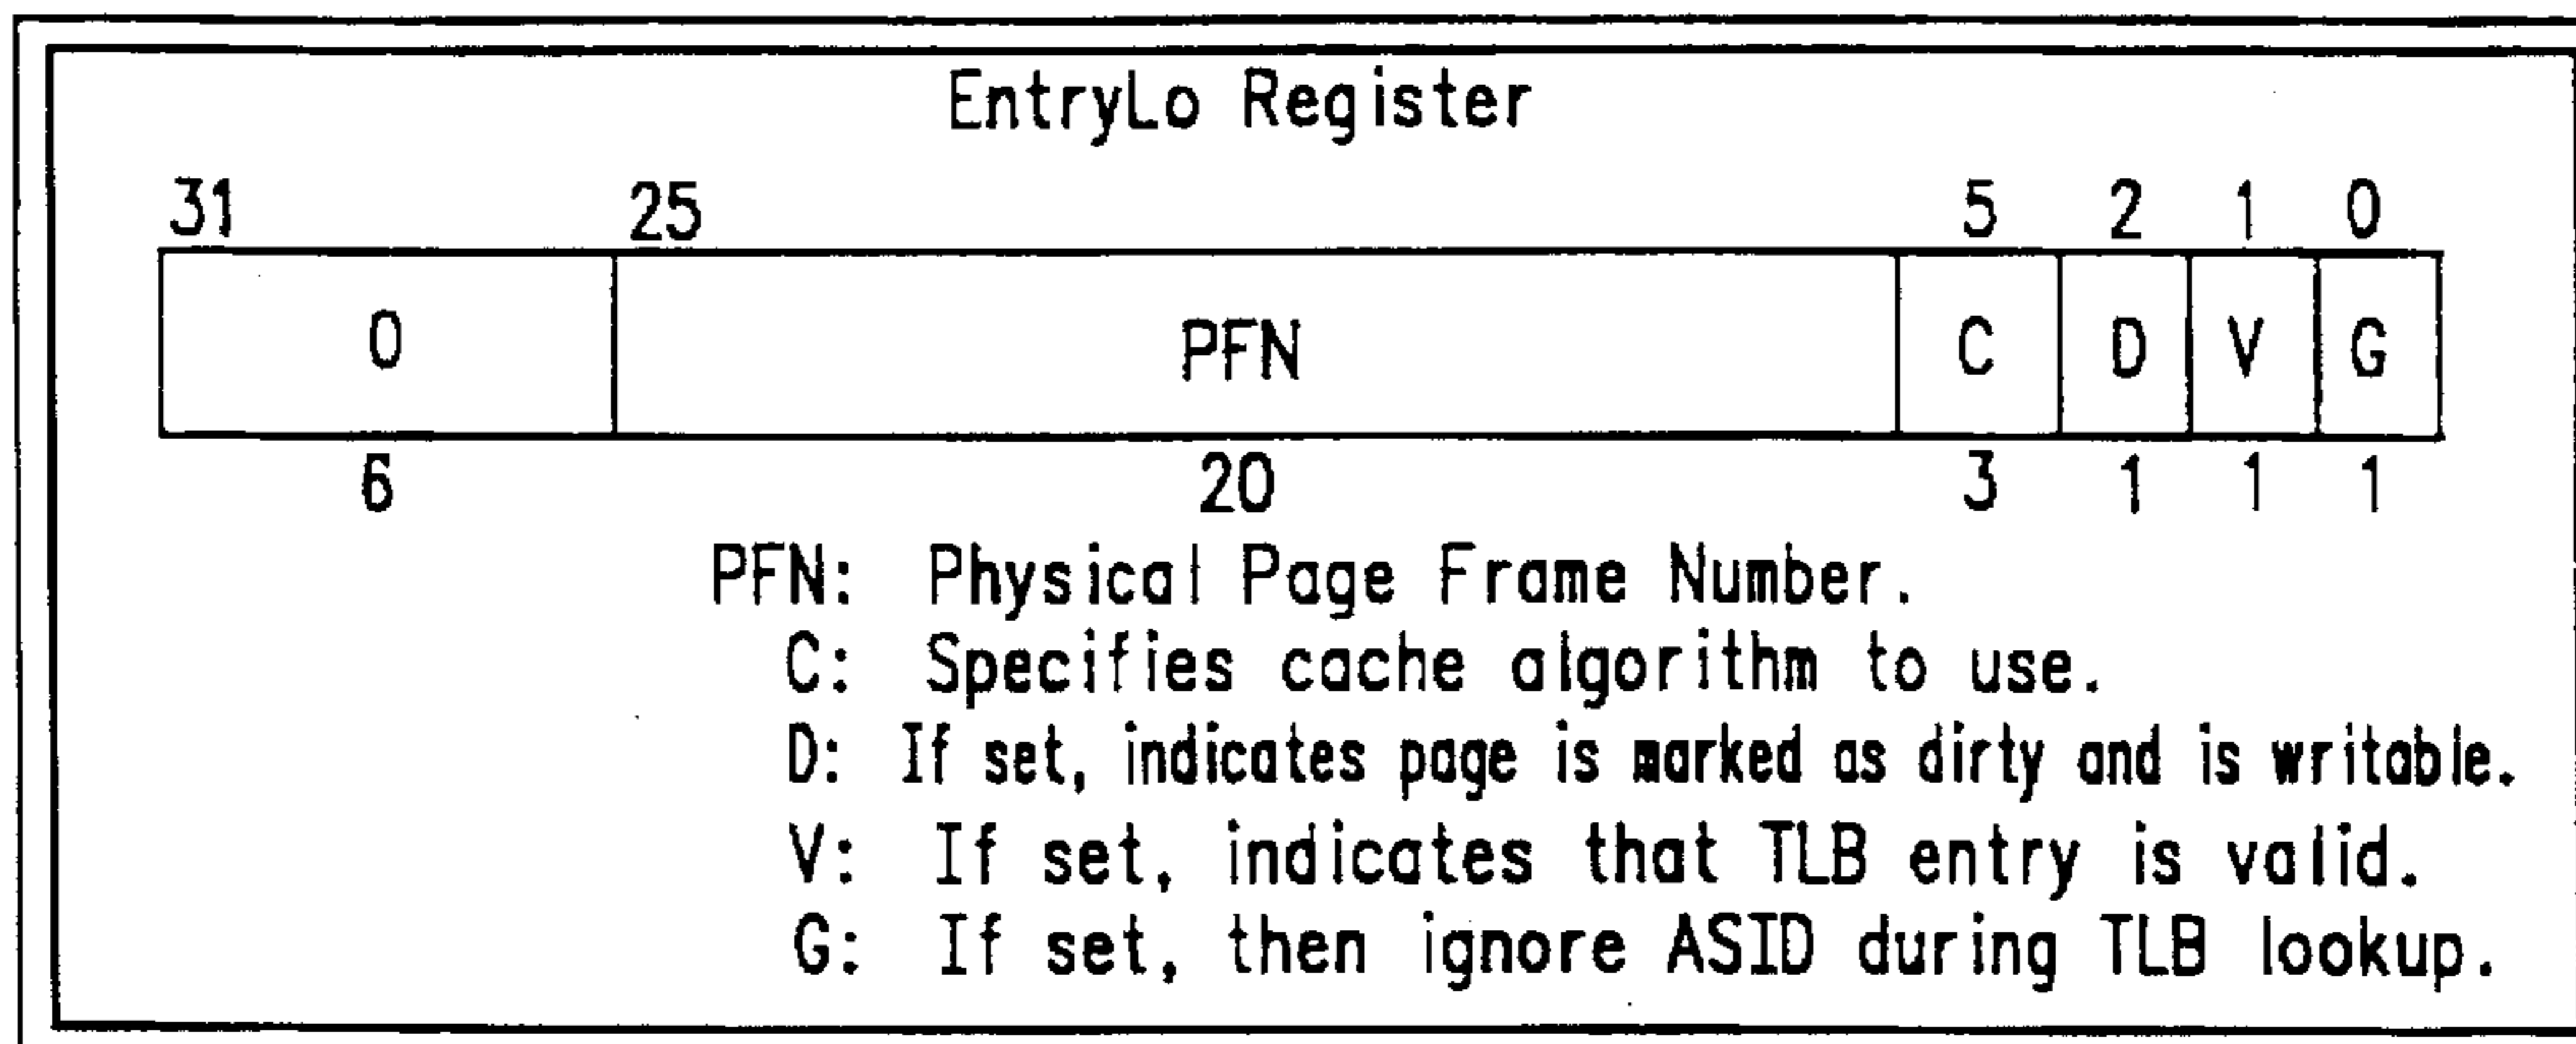 EntryLo Register
31 25 5 2 1 0
0 PFN C D V G
6 20 3 1 1 1
PFN: Physical Page Frame Number.
C: Specifies cache algorithm to use.
D: If set, indicates page is marked as dirty and is writable.
V: If set, indicates that TLB entry is valid.
G: If set, then ignore ASID during TLB lookup.